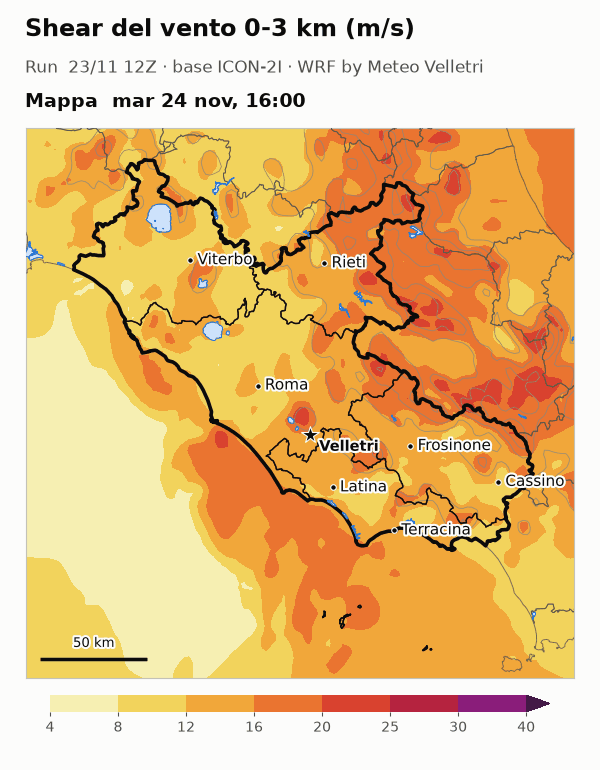 Shear del vento 0-3 km (m/s)
Run  23/11 12Z · base ICON-2I · WRF by Meteo Velletri
Mappa  mar 24 nov, 16:00
Viterbo
Rieti
Roma
Velletri
Frosinone
Latina
Cassino
Terracina
50 km
4 8 12 16 20 25 30 40